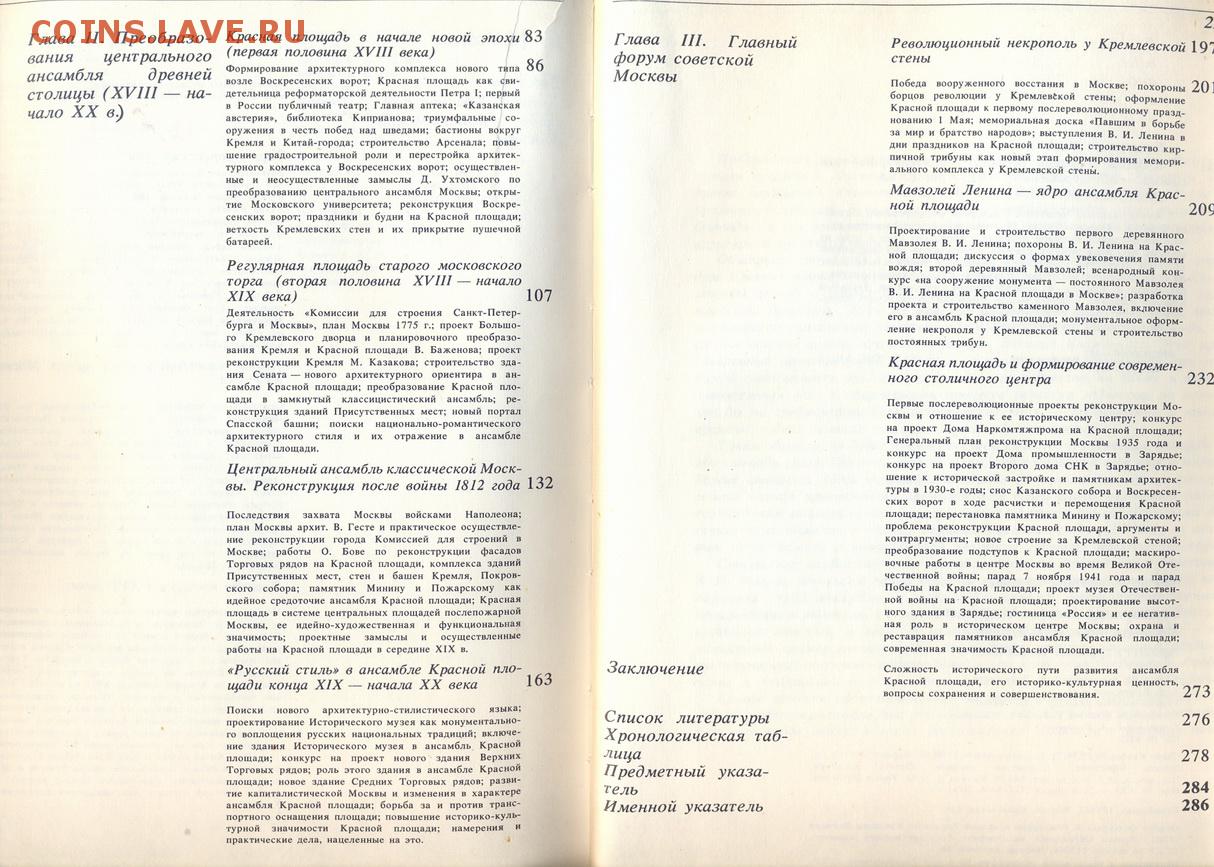 COINS.LAVE.RU
Глава II. Преобразо-
вания центрального
ансамбля древней
столицы (XVIII — на-
чало XX в.)
Красная площадь в начале новой эпохи 83
(первая половина XVIII века)
86
Формирование архитектурного комплекса нового типа
возле Воскресенских ворот; Красная площадь как сви-
детельница реформаторской деятельности Петра I; первый
в России публичный театр; Главная аптека; «Казанская
австерия», библиотека Киприанова; триумфальные со-
оружения в честь побед над шведами; бастионы вокруг
Кремля и Китай-города; строительство Арсенала; повы-
шение градостроительной роли и перестройка архитек-
турного комплекса у Воскресенских ворот; осуществлен-
ные и неосуществленные замыслы Д. Ухтомского по
преобразованию центрального ансамбля Москвы; откры-
тие Московского университета; реконструкция Воскре-
сенских ворот; праздники и будни на Красной площади;
ветхость Кремлевских стен и их прикрытие пушечной
батареей.
Регулярная площадь старого московского
торга (вторая половина XVIII — начало
XIX века) 107
Деятельность «Комиссии для строения Санкт-Петер-
бурга и Москвы», план Москвы 1775 г.; проект Большо-
го Кремлевского дворца и планировочного преобразо-
вания Кремля и Красной площади В. Баженова; проект
реконструкции Кремля М. Казакова; строительство зда-
ния Сената — нового архитектурного ориентира в ан-
самбле Красной площади; преобразование Красной пло-
щади в замкнутый классицистический ансамбль; ре-
конструкция зданий Присутственных мест; новый портал
Спасской башни; поиски национально-романтического
архитектурного стиля и их отражение в ансамбле
Красной площади.
Центральный ансамбль классической Моск-
вы. Реконструкция после войны 1812 года 132
Последствия захвата Москвы войсками Наполеона;
план Москвы архит. В. Гесте и практическое осуществле-
ние реконструкции города Комиссией для строений в
Москве; работы О. Бове по реконструкции фасадов
Торговых рядов на Красной площади, комплекса зданий
Присутственных мест, стен и башен Кремля, Покров-
ского собора; памятник Минину и Пожарскому как
идейное средоточие ансамбля Красной площади; Красная
площадь в системе центральных площадей послепожарной
Москвы, ее идейно-художественная и функциональная
значимость; проектные замыслы и осуществленные
работы на Красной площади в середине XIX в.
«Русский стиль» в ансамбле Красной пло-
щади конца XIX — начала XX века 163
Поиски нового архитектурно-стилистического языка;
проектирование Исторического музея как монументально-
го воплощения русских национальных традиций; включе-
ние здания Исторического музея в ансамбль Красной
площади; конкурс на проект нового здания Верхних
Торговых рядов; роль этого здания в ансамбле Красной
площади; новое здание Средних Торговых рядов; разви-
тие капиталистической Москвы и изменения в характере
ансамбля Красной площади; борьба за и против транс-
портного оснащения площади; повышение историко-куль-
турной значимости Красной площади; намерения и
практические дела, нацеленные на это.
Глава III. Главный
форум советской
Москвы
Революционный некрополь у Кремлевской 197
стены
Победа вооруженного восстания в Москве; похороны 201
борцов революции у Кремлевской стены; оформление
Красной площади к первому послереволюционному празд-
нованию 1 Мая; мемориальная доска «Павшим в борьбе
за мир и братство народов»; выступления В. И. Ленина в
дни праздников на Красной площади; строительство кир-
пичной трибуны как новый этап формирования мемори-
ального комплекса у Кремлевской стены.
Мавзолей Ленина — ядро ансамбля Крас-
ной площади 209
Проектирование и строительство первого деревянного
Мавзолея В. И. Ленина; похороны В. И. Ленина на Крас-
ной площади; дискуссия о формах увековечения памяти
вождя; второй деревянный Мавзолей; всенародный кон-
курс «на сооружение монумента — постоянного Мавзолея
В. И. Ленина на Красной площади в Москве»; разработка
проекта и строительство каменного Мавзолея, включение
его в ансамбль Красной площади; монументальное оформ-
ление некрополя у Кремлевской стены и строительство
постоянных трибун.
Красная площадь и формирование современ-
ного столичного центра 232
Первые послереволюционные проекты реконструкции Мо-
сквы и отношение к ее историческому центру; конкурс
на проект Дома Наркомтяжпрома на Красной площади;
Генеральный план реконструкции Москвы 1935 года и
конкурс на проект Дома промышленности в Зарядье;
конкурс на проект Второго дома СНК в Зарядье; отно-
шение к исторической застройке и памятникам архитек-
туры в 1930-е годы; снос Казанского собора и Воскресен-
ских ворот в ходе расчистки и перемощения Красной
площади; перестановка памятника Минину и Пожарскому;
проблема реконструкции Красной площади, аргументы и
контраргументы; новое строение за Кремлевской стеной;
преобразование подступов к Красной площади; маскиро-
вочные работы в центре Москвы во время Великой Оте-
чественной войны; парад 7 ноября 1941 года и парад
Победы на Красной площади; проект музея Отечествен-
ной войны на Красной площади; проектирование высот-
ного здания в Зарядье; гостиница «Россия» и ее негатив-
ная роль в историческом центре Москвы; охрана и
реставрация памятников ансамбля Красной площади;
современная значимость Красной площади.
Заключение
Сложность исторического пути развития ансамбля
Красной площади, его историко-культурная ценность,
вопросы сохранения и совершенствования. 273
Список литературы 276
Хронологическая таб-
лица 278
Предметный указа-
тель 284
Именной указатель 286